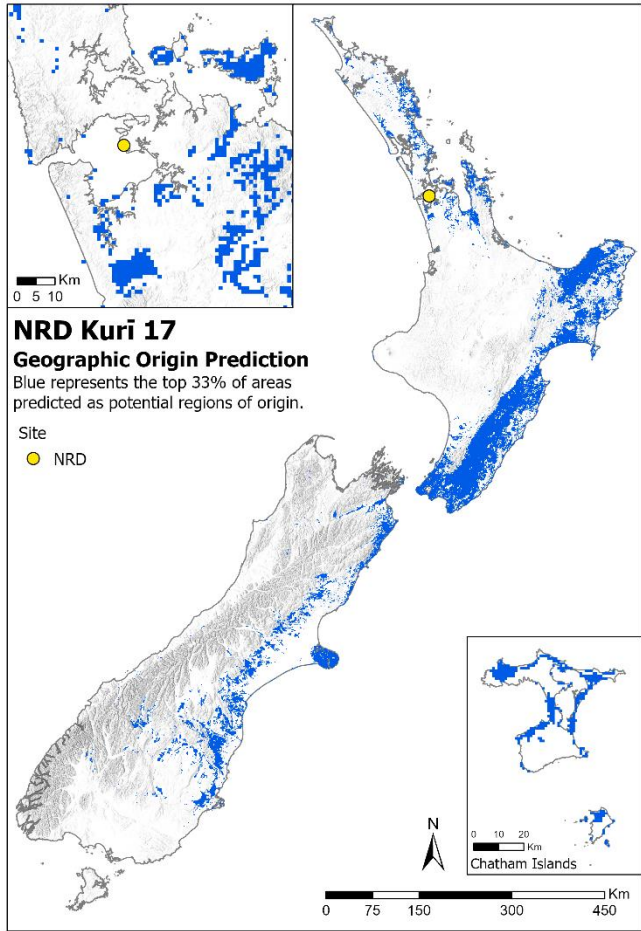 Km
0 5 10
NRD Kurī 17
Geographic Origin Prediction
Blue represents the top 33% of areas
predicted as potential regions of origin.
Site
NRD
N
0 10 20
Km
Chatham Islands
Km
0 75 150 300 450